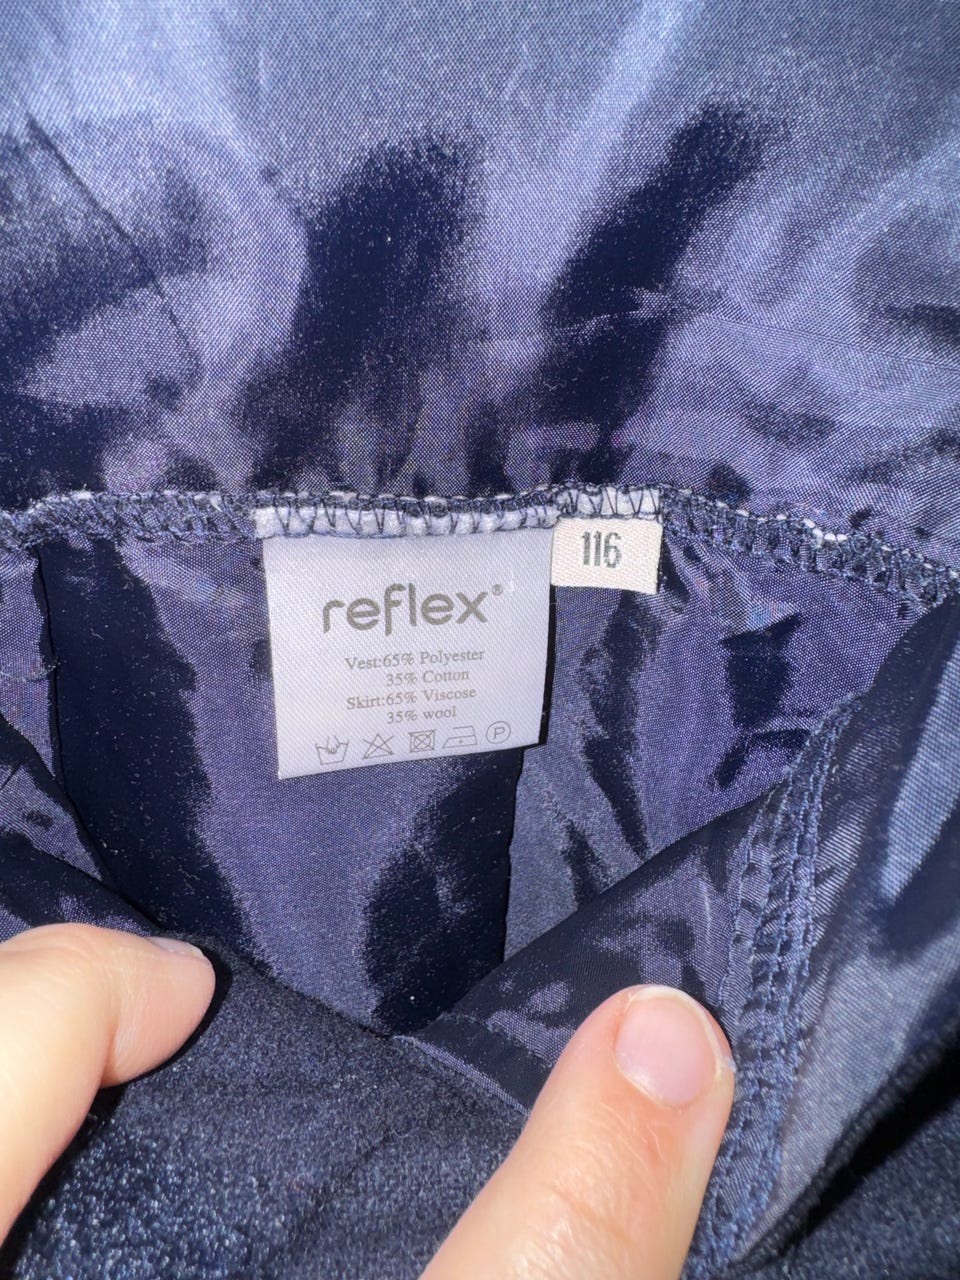 116
reflex®
Vest:65% Polyester
35% Cotton
Skirt:65% Viscose
35% wool
P